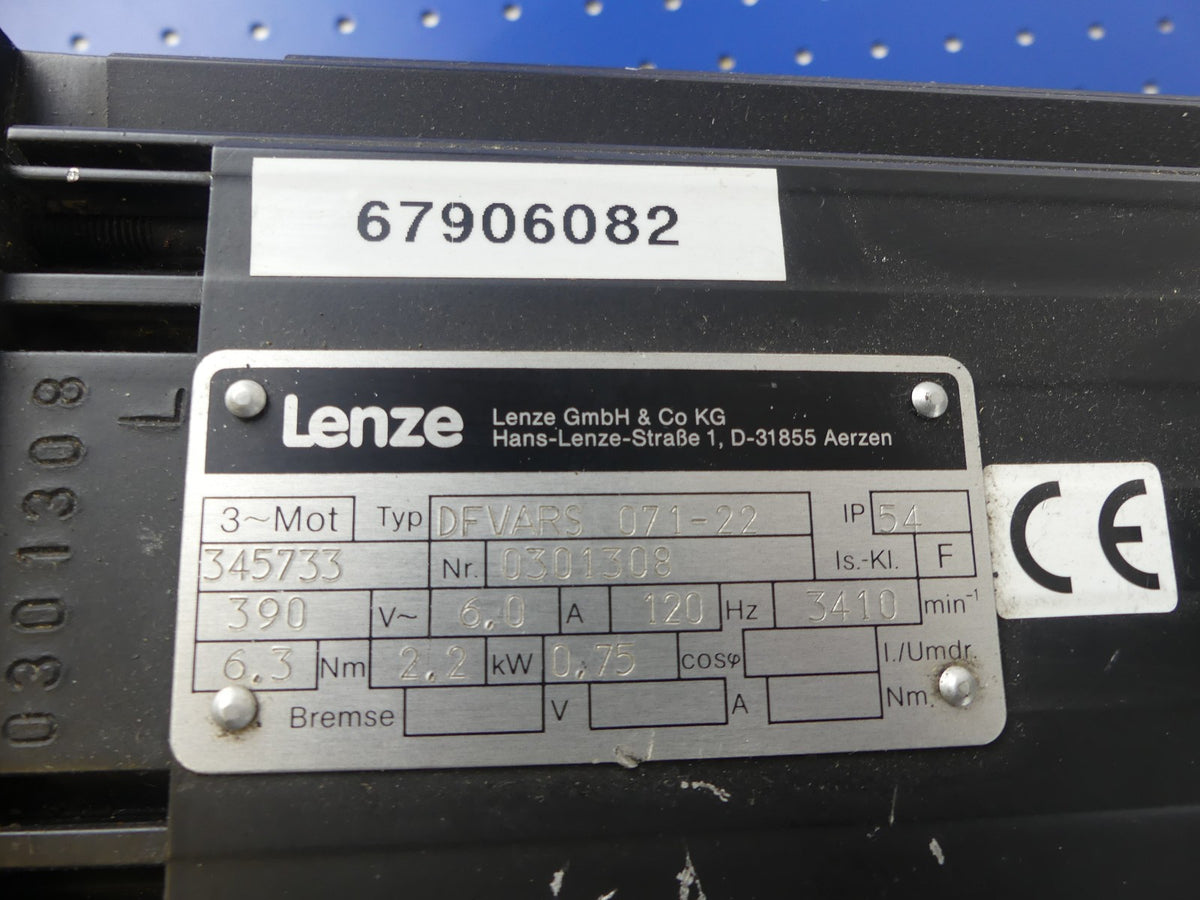 67906082
Lenze
Lenze GmbH & Co KG
Hans-Lenze-Straße 1, D-31855 Aerzen
3~Mot Typ DFVARS 071-22 IP 54
345733 Nr. 0301308 Is.-Kl. F
390 V~ 6.0 A 120 Hz 3410 min⁻¹
6.3 Nm 2.2 kW 0,75 cosφ I./Umdr.
Bremse V A Nm.
CE
0301308
L